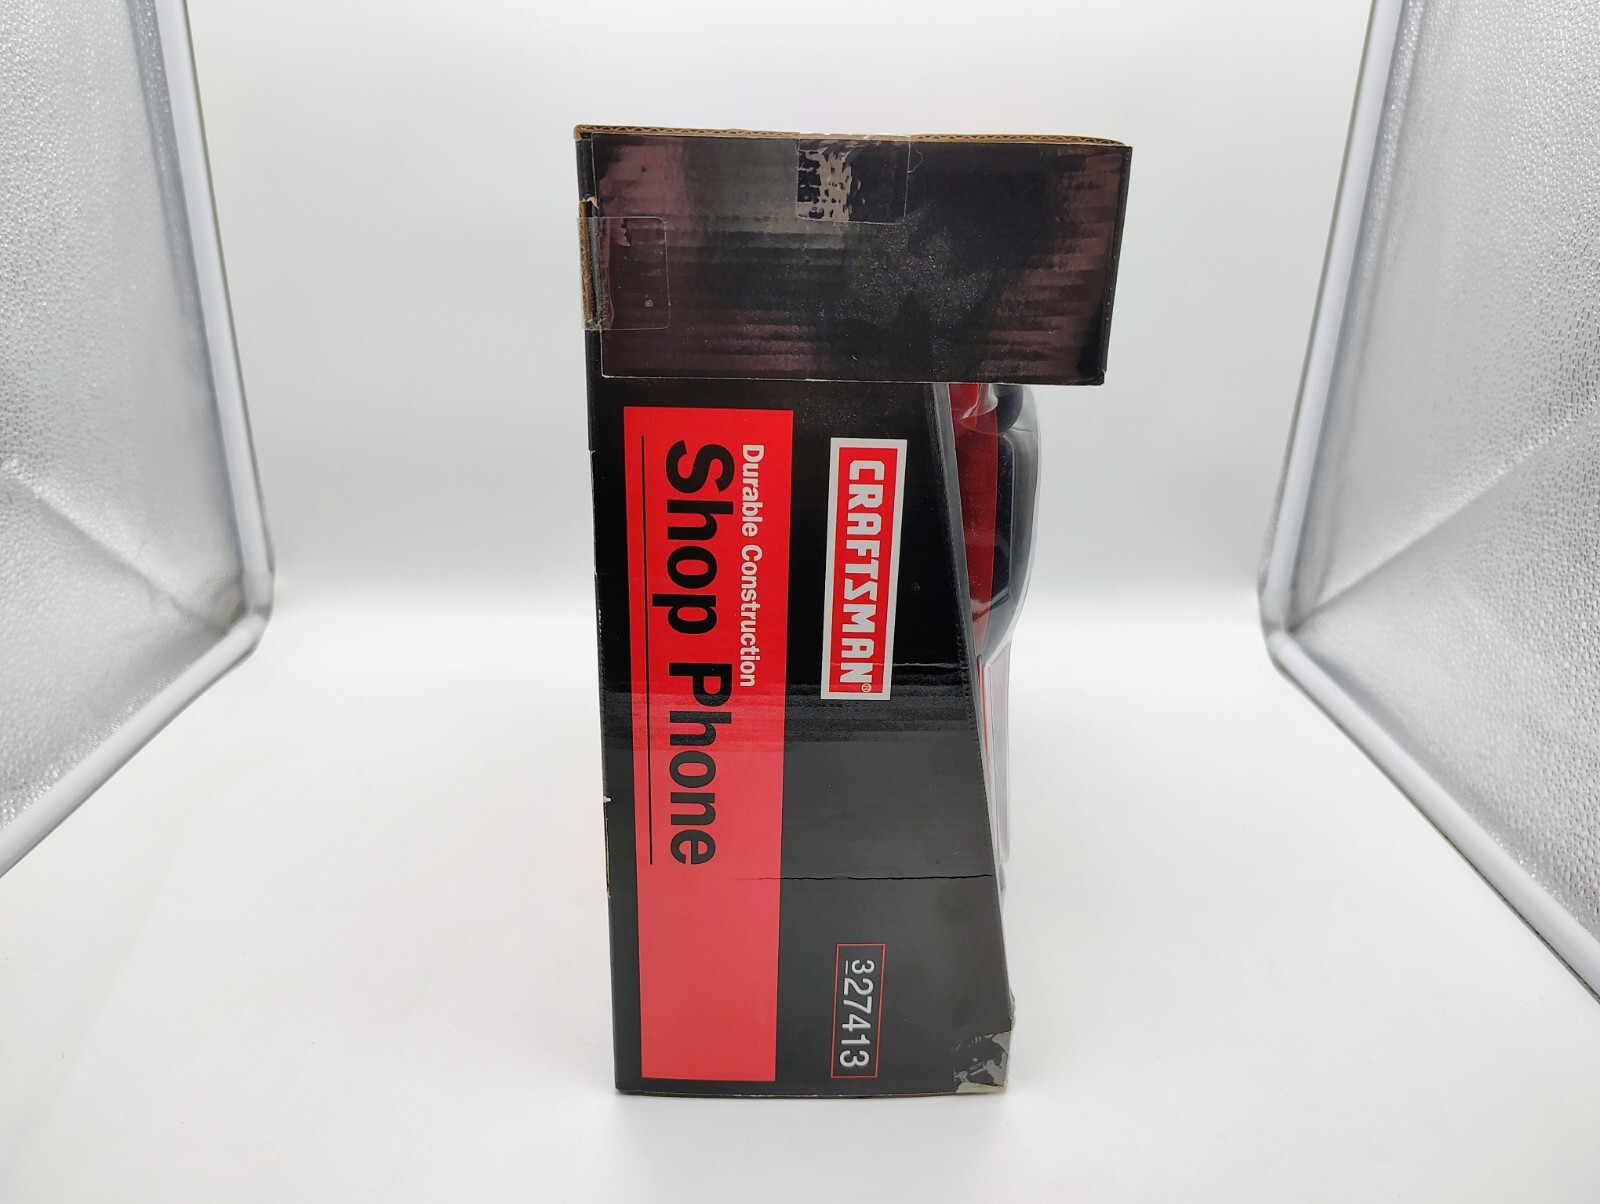 CRAFTSMAN®
Durable Construction
Shop Phone
327413